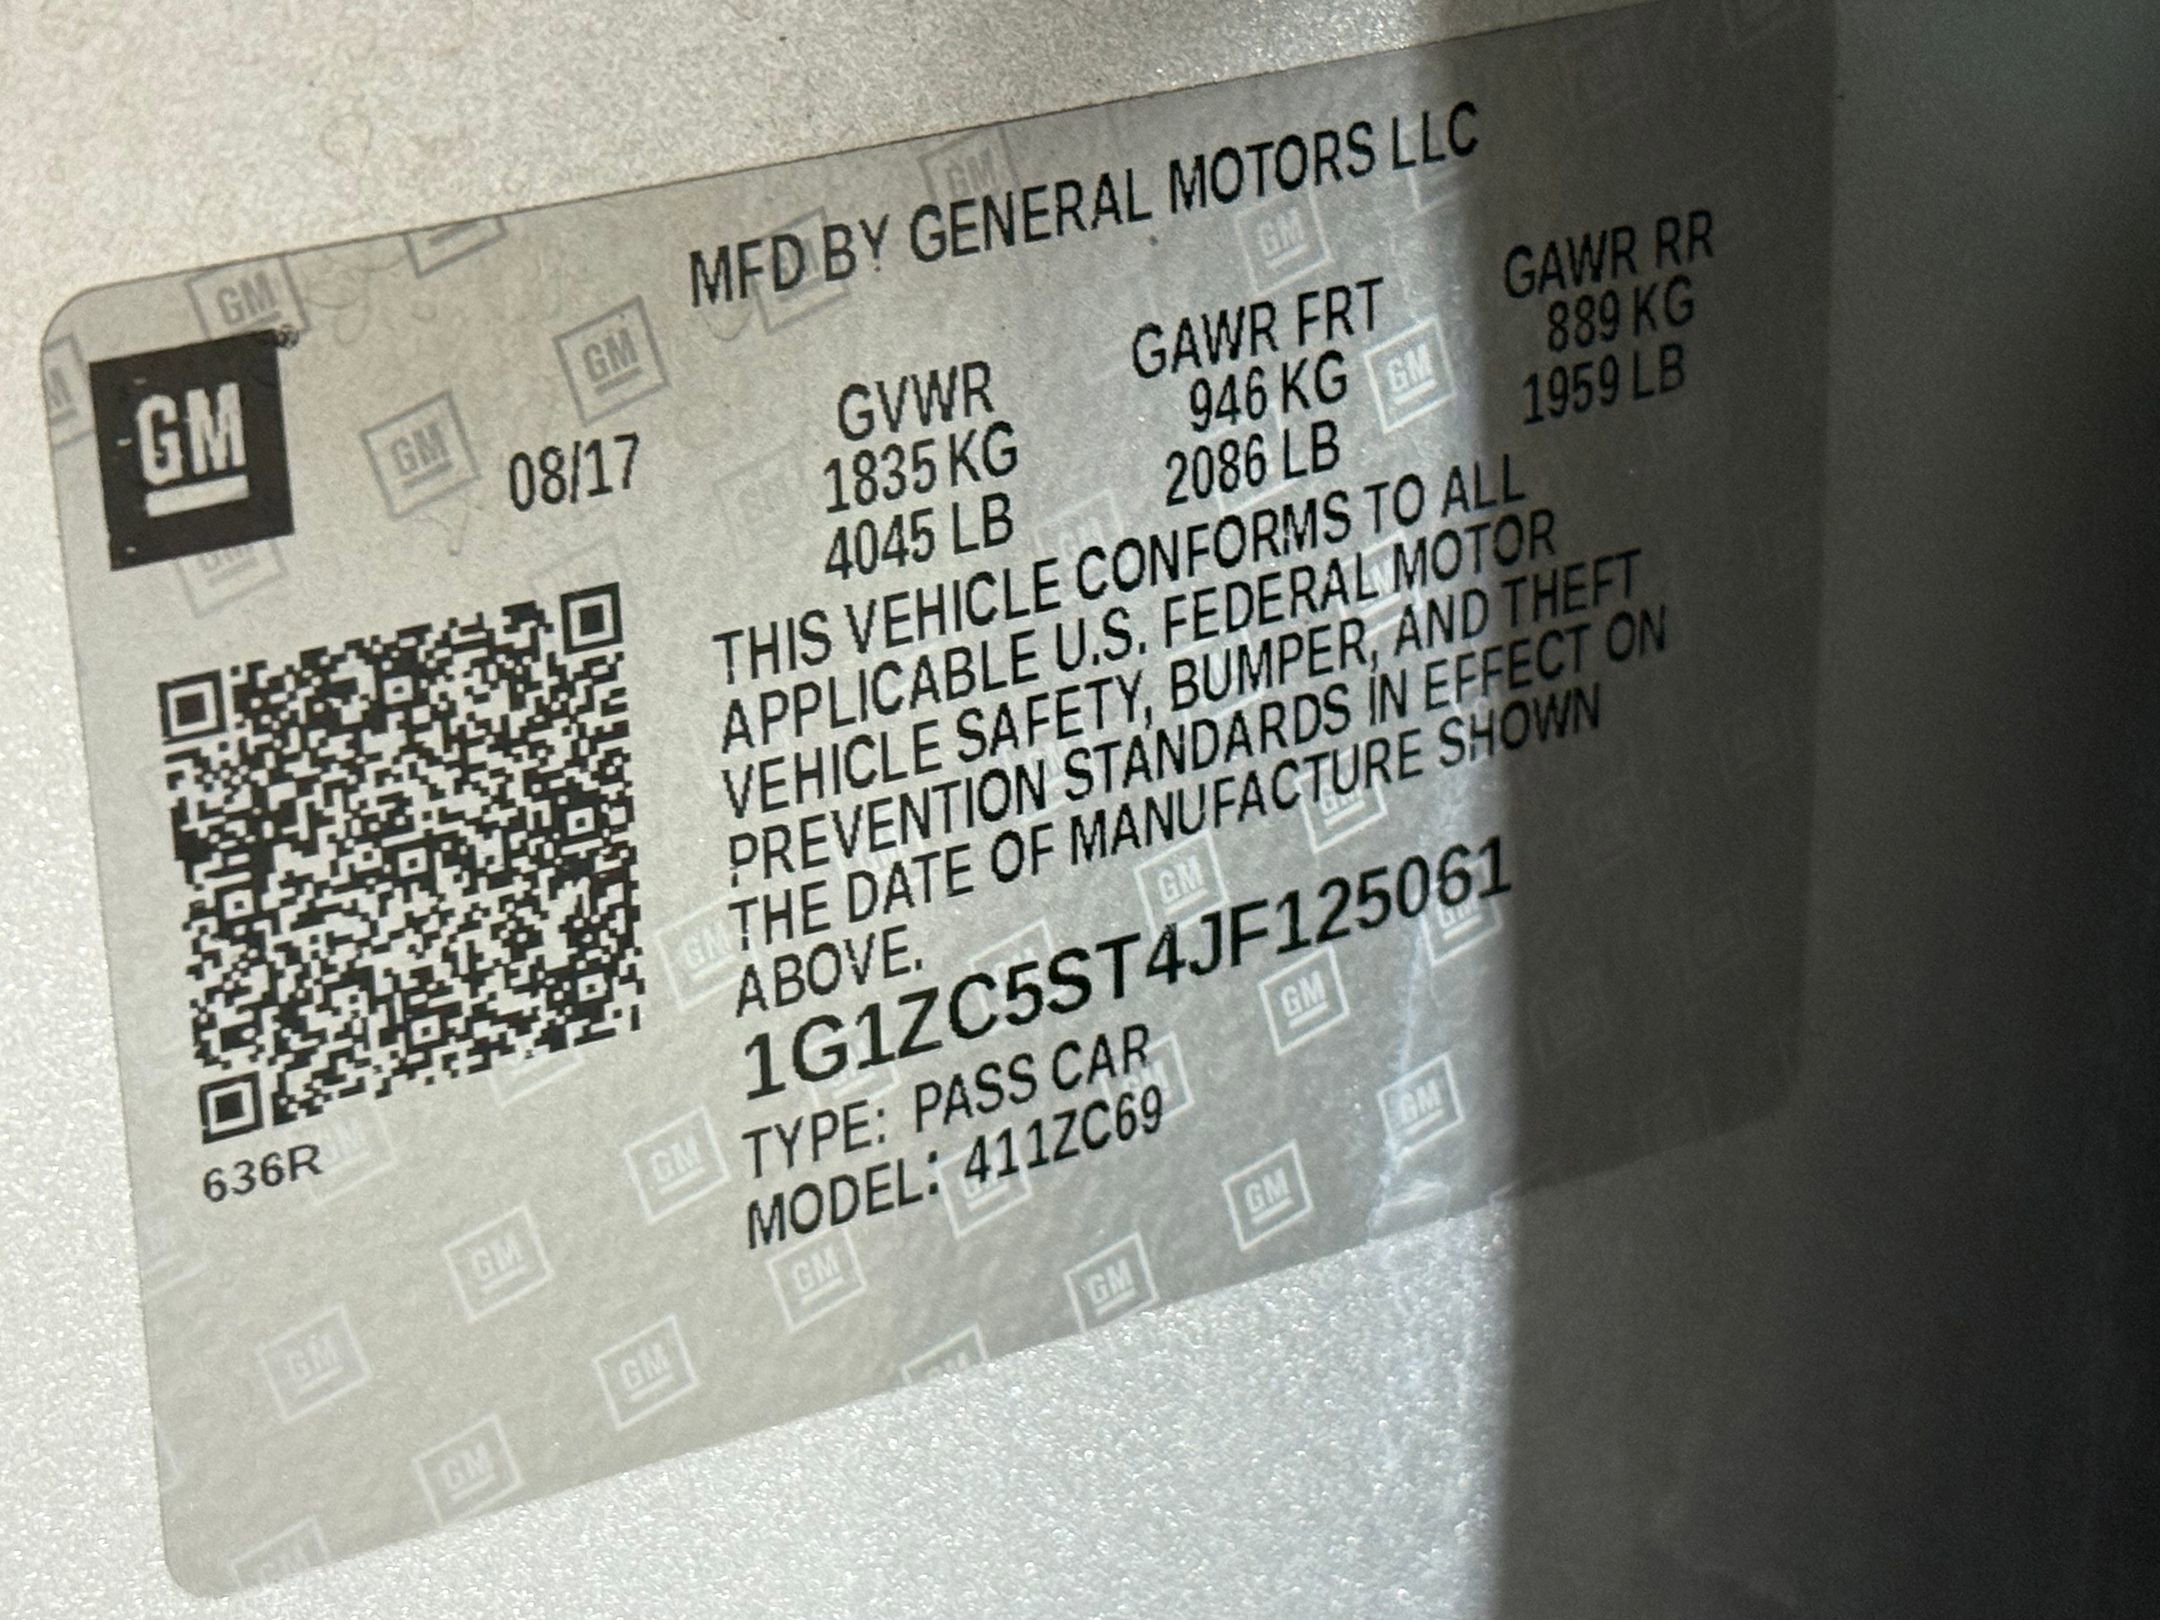 MFD BY GENERAL MOTORS LLC
GM
®
08/17
GVWR GAWR FRT GAWR RR
1835 KG 946 KG 889 KG
4045 LB 2086 LB 1959 LB
THIS VEHICLE CONFORMS TO ALL
APPLICABLE U.S. FEDERAL MOTOR
VEHICLE SAFETY, BUMPER, AND THEFT
PREVENTION STANDARDS IN EFFECT ON
THE DATE OF MANUFACTURE SHOWN
ABOVE.
1G1ZC5ST4JF125061
TYPE: PASS CAR
MODEL: 411ZC69
636R